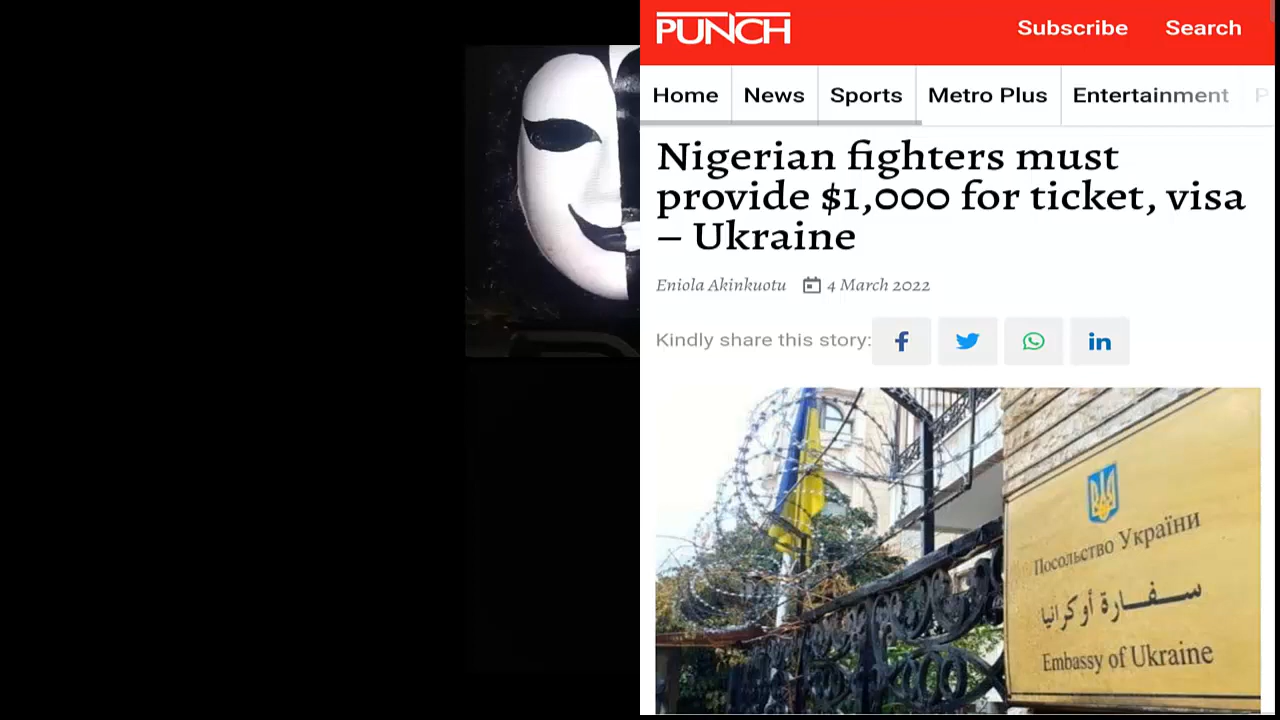 PUNCH
Subscribe
Search
Home
News
Sports
Metro Plus
Entertainment
P
Nigerian fighters must
provide $1,000 for ticket, visa
– Ukraine
Eniola Akinkuotu
4 March 2022
Kindly share this story:
Посольство України
سفارة أوكرانيا
Embassy of Ukraine